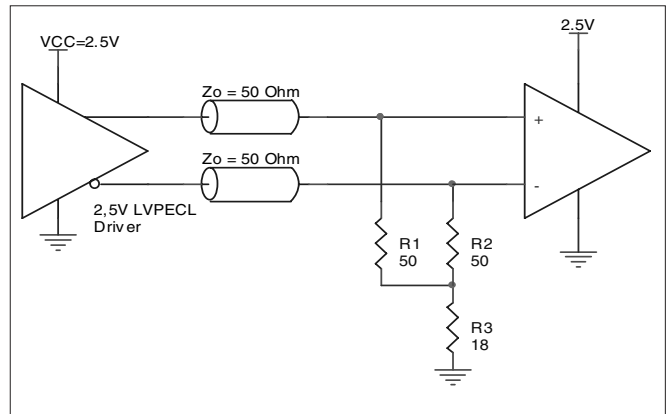 VCC=2.5V
2.5V
Zo = 50 Ohm
+
Zo = 50 Ohm
-
2,5V LVPECL
Driver
R1
50
R2
50
R3
18